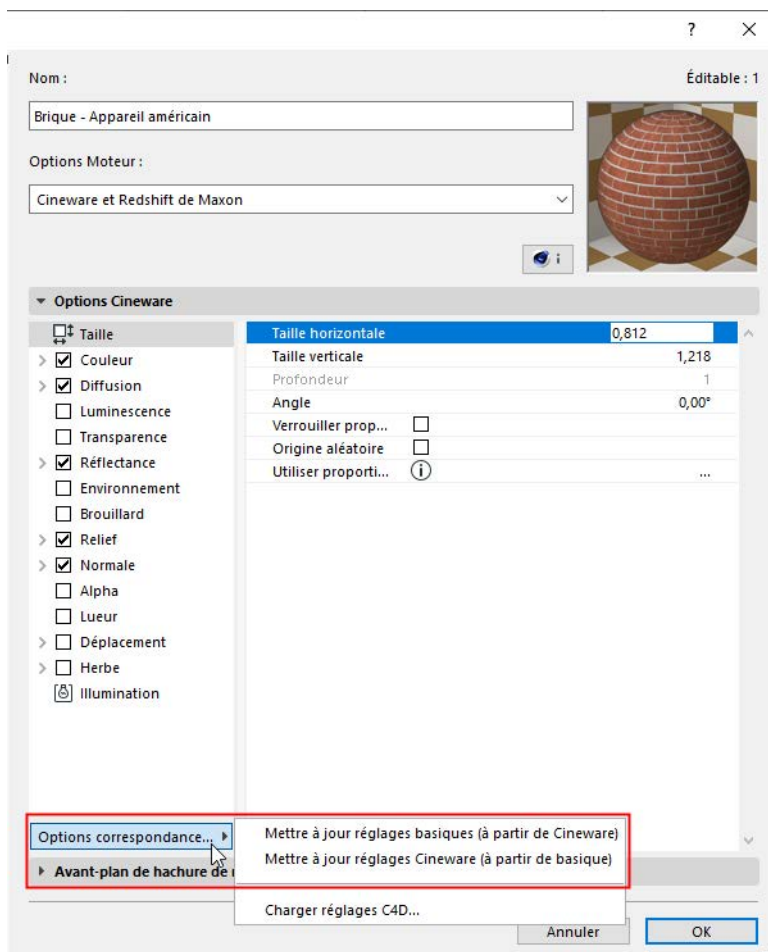 ?
Nom :
Éditable : 1
Brique - Appareil américain
Options Moteur :
Cineware et Redshift de Maxon
i
Options Cineware
Taille
Couleur
Diffusion
Luminescence
Transparence
Réflectance
Environnement
Brouillard
Relief
Normale
Alpha
Lueur
Déplacement
Herbe
Illumination
Taille horizontale 0,812
Taille verticale 1,218
Profondeur 1
Angle 0,00°
Verrouiller prop...
Origine aléatoire
Utiliser proporti... i ...
Options correspondance...
Mettre à jour réglages basiques (à partir de Cineware)
Mettre à jour réglages Cineware (à partir de basique)
Avant-plan de hachure de
Charger réglages C4D...
Annuler
OK